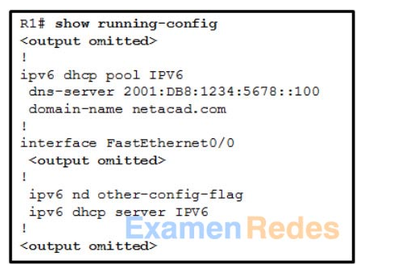 R1# show running-config
<output omitted>
!
ipv6 dhcp pool IPV6
dns-server 2001:DB8:1234:5678::100
domain-name netacad.com
!
interface FastEthernet0/0
<output omitted>
!
ipv6 nd other-config-flag
ipv6 dhcp server IPV6
!
ExamenRedes
<output omitted>